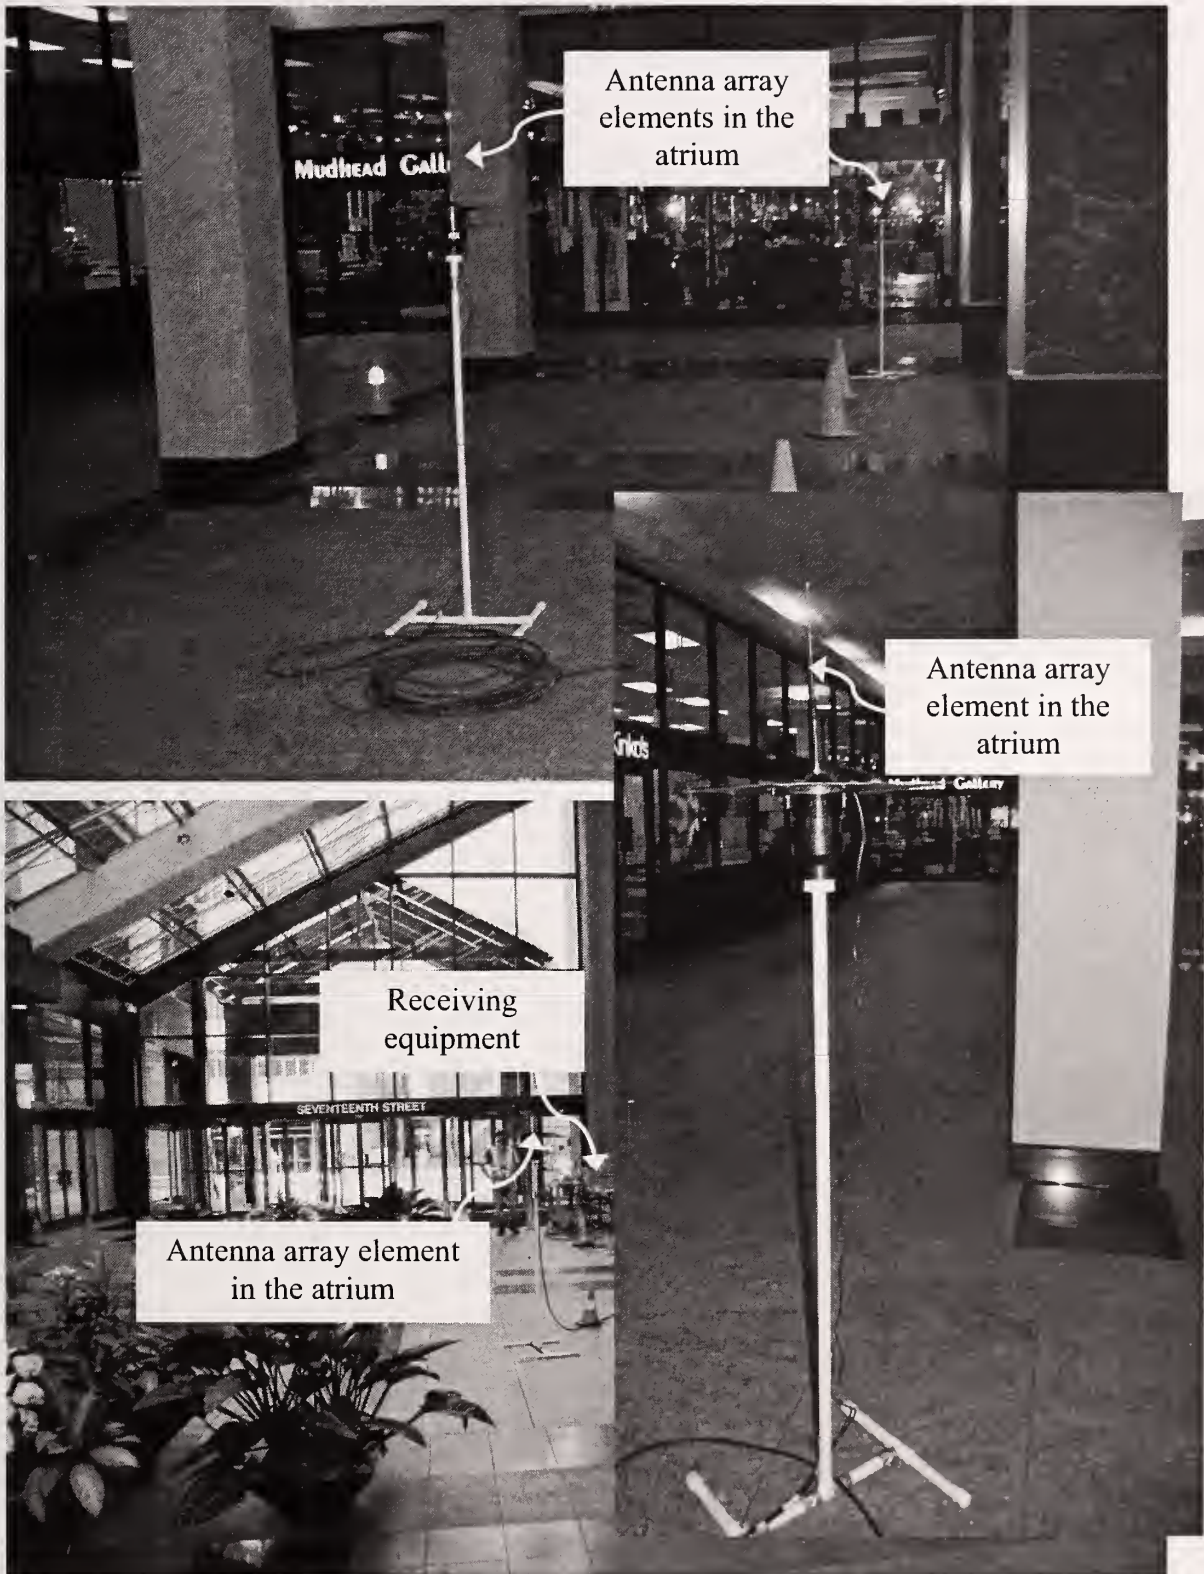 Antenna array
elements in the
atrium
MUDHEAD GALL
Antenna array
element in the
atrium
Kinko's
Mudhead Gallery
Receiving
equipment
SEVENTEENTH STREET
Antenna array element
in the atrium